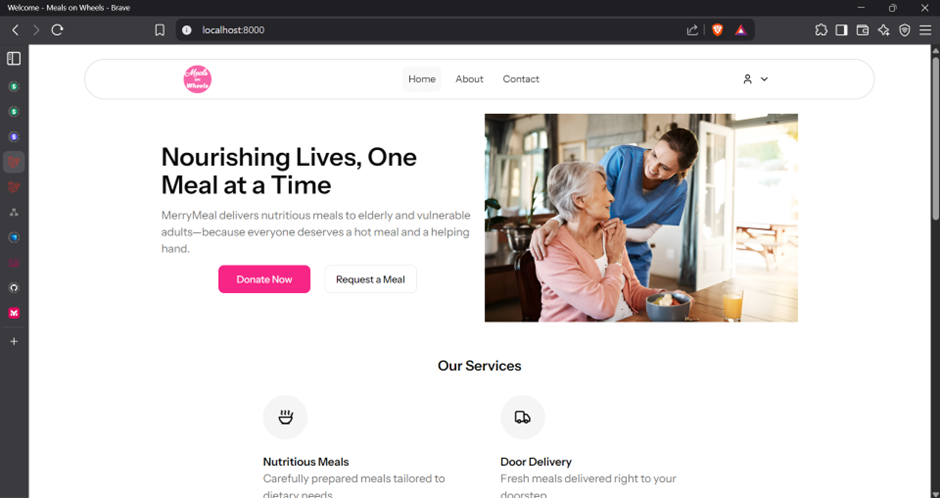 Welcome - Meals on Wheels - Brave
localhost:8000
Meals
on
Wheels
Home About Contact
Nourishing Lives, One
Meal at a Time
MerryMeal delivers nutritious meals to elderly and vulnerable
adults—because everyone deserves a hot meal and a helping
hand.
Donate Now Request a Meal
Our Services
Nutritious Meals
Carefully prepared meals tailored to
dietary needs
Door Delivery
Fresh meals delivered right to your
doorstep